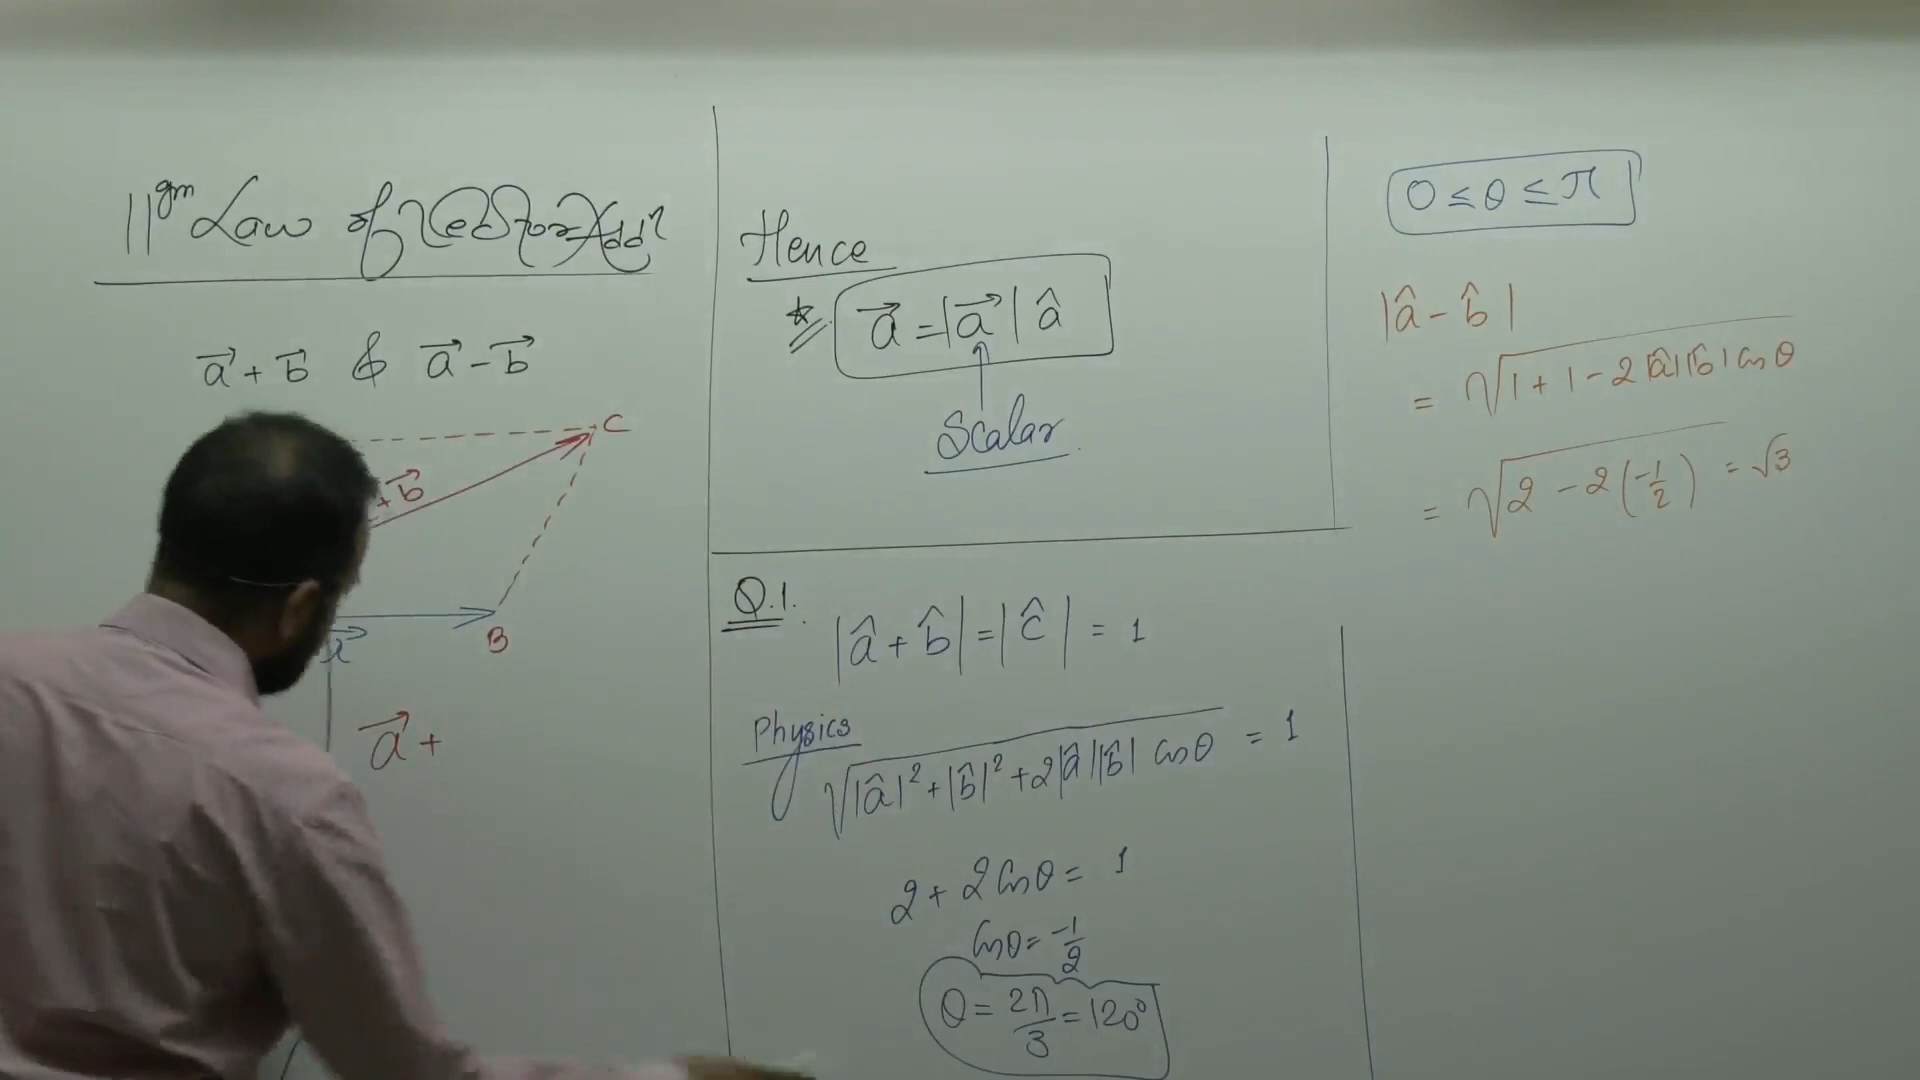 ||gm Law of Vector Addn
a⃗ + b⃗ & a⃗ - b⃗
C
+ b⃗
B
a⃗ +
Hence
a⃗ = |a⃗| â
Scalar
Q.1.
|â + b̂| = |ĉ| = 1
Physics
√|â|² + |b̂|² + 2|â||b̂| cos θ = 1
2 + 2 cos θ = 1
cos θ = -1/2
θ = 2π/3 = 120°
0 ≤ θ ≤ π
|â - b̂|
= √1 + 1 - 2|â||b̂| cos θ
= √2 - 2(-1/2) = √3